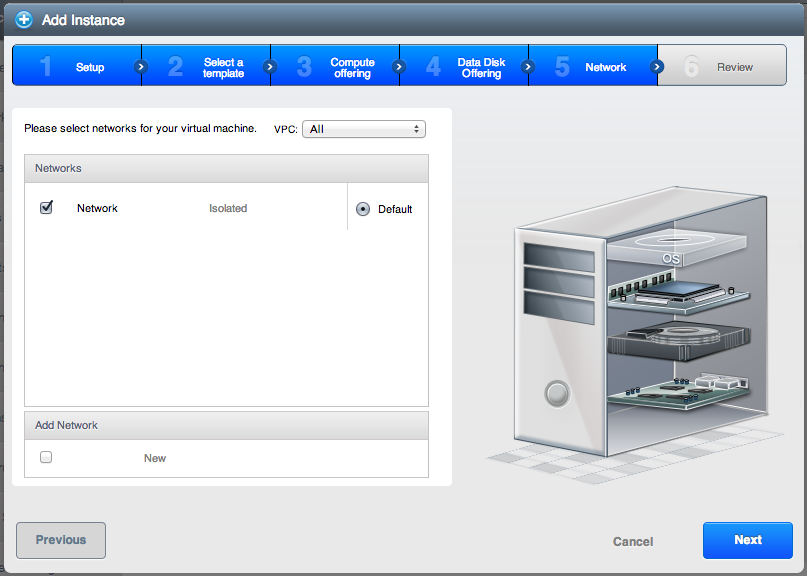 Add Instance
1 Setup
2 Select a
template
3 Compute
offering
4 Data Disk
Offering
5 Network
6 Review
Please select networks for your virtual machine. VPC: All
Networks
Network Isolated Default
OS
Add Network
New
Previous Cancel Next